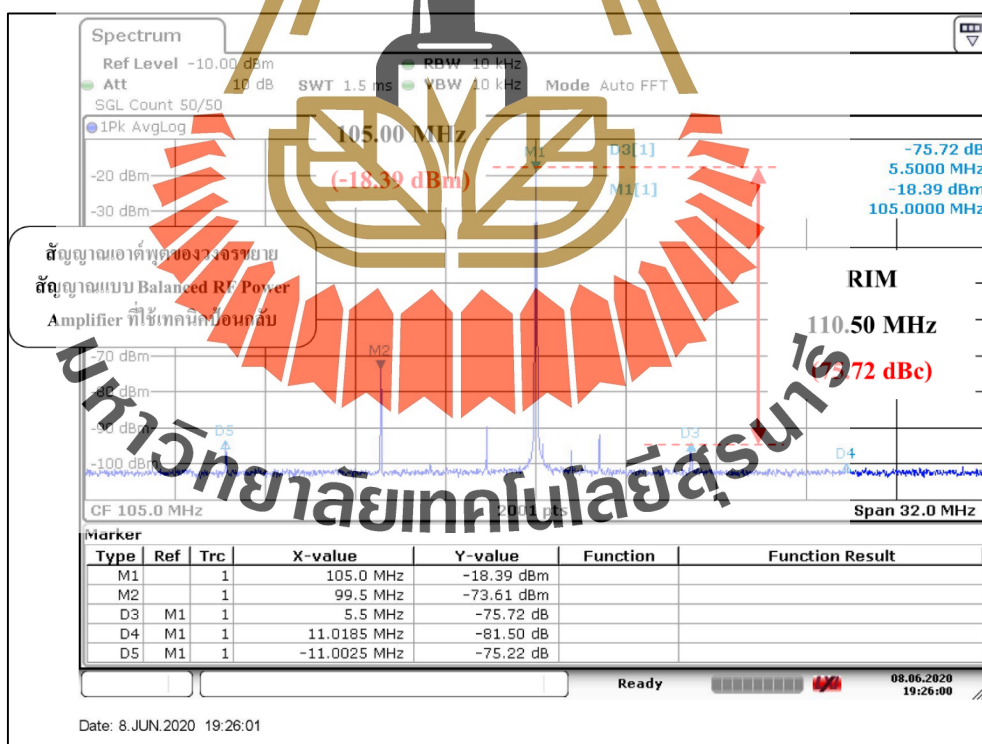 Spectrum
Ref Level -10.00 dBm
RBW 10 kHz
Att
10 dB
SWT 1.5 ms
VBW 10 kHz
Mode Auto FFT
SGL Count 50/50
1Pk AvgLog
105.00 MHz
(-18.39 dBm)
M1
D3[1]
-75.72 dB
5.5000 MHz
M1[1]
-18.39 dBm
105.0000 MHz
-20 dBm
-30 dBm
สัญญาณเอาต์พุตของวงจรขยาย
สัญญาณแบบ Balanced RF Power
Amplifier ที่ใช้เทคนิคป้อนกลับ
RIM
110.50 MHz
(75.72 dBc)
-70 dBm
M2
-80 dBm
-90 dBm
D5
D3
D4
-100 dBm
มหาวิทยาลัยเทคโนโลยีสุรนารี
CF 105.0 MHz
2001 pts
Span 32.0 MHz
Marker
Type Ref Trc X-value Y-value Function Function Result
M1 1 105.0 MHz -18.39 dBm
M2 1 99.5 MHz -73.61 dBm
D3 M1 1 5.5 MHz -75.72 dB
D4 M1 1 11.0185 MHz -81.50 dB
D5 M1 1 -11.0025 MHz -75.22 dB
Ready
08.06.2020
19:26:00
Date: 8.JUN.2020 19:26:01